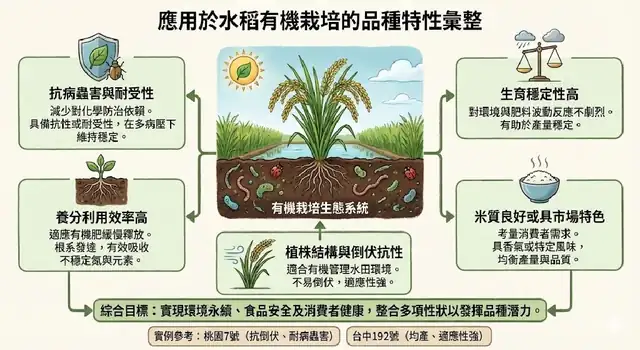 應用於水稻有機栽培的品種特性彙整
抗病蟲害與耐受性
減少對化學防治依賴。
具備抗性或耐受性，在多病壓下
維持穩定。
生育穩定性高
對環境與肥料波動反應不劇烈。
有助於產量穩定。
養分利用效率高
適應有機肥緩慢釋放。
根系發達，有效吸收
不穩定氮與元素。
有機栽培生態系統
植株結構與倒伏抗性
適合有機管理水田環境。
不易倒伏，適應性強。
米質良好或具市場特色
考量消費者需求。
具香氣或特定風味，
均衡產量與品質。
綜合目標：實現環境永續、食品安全及消費者健康，整合多項性狀以發揮品種潛力。
實例參考：桃園7號（抗倒伏、耐病蟲害）
台中192號（均產、適應性強）